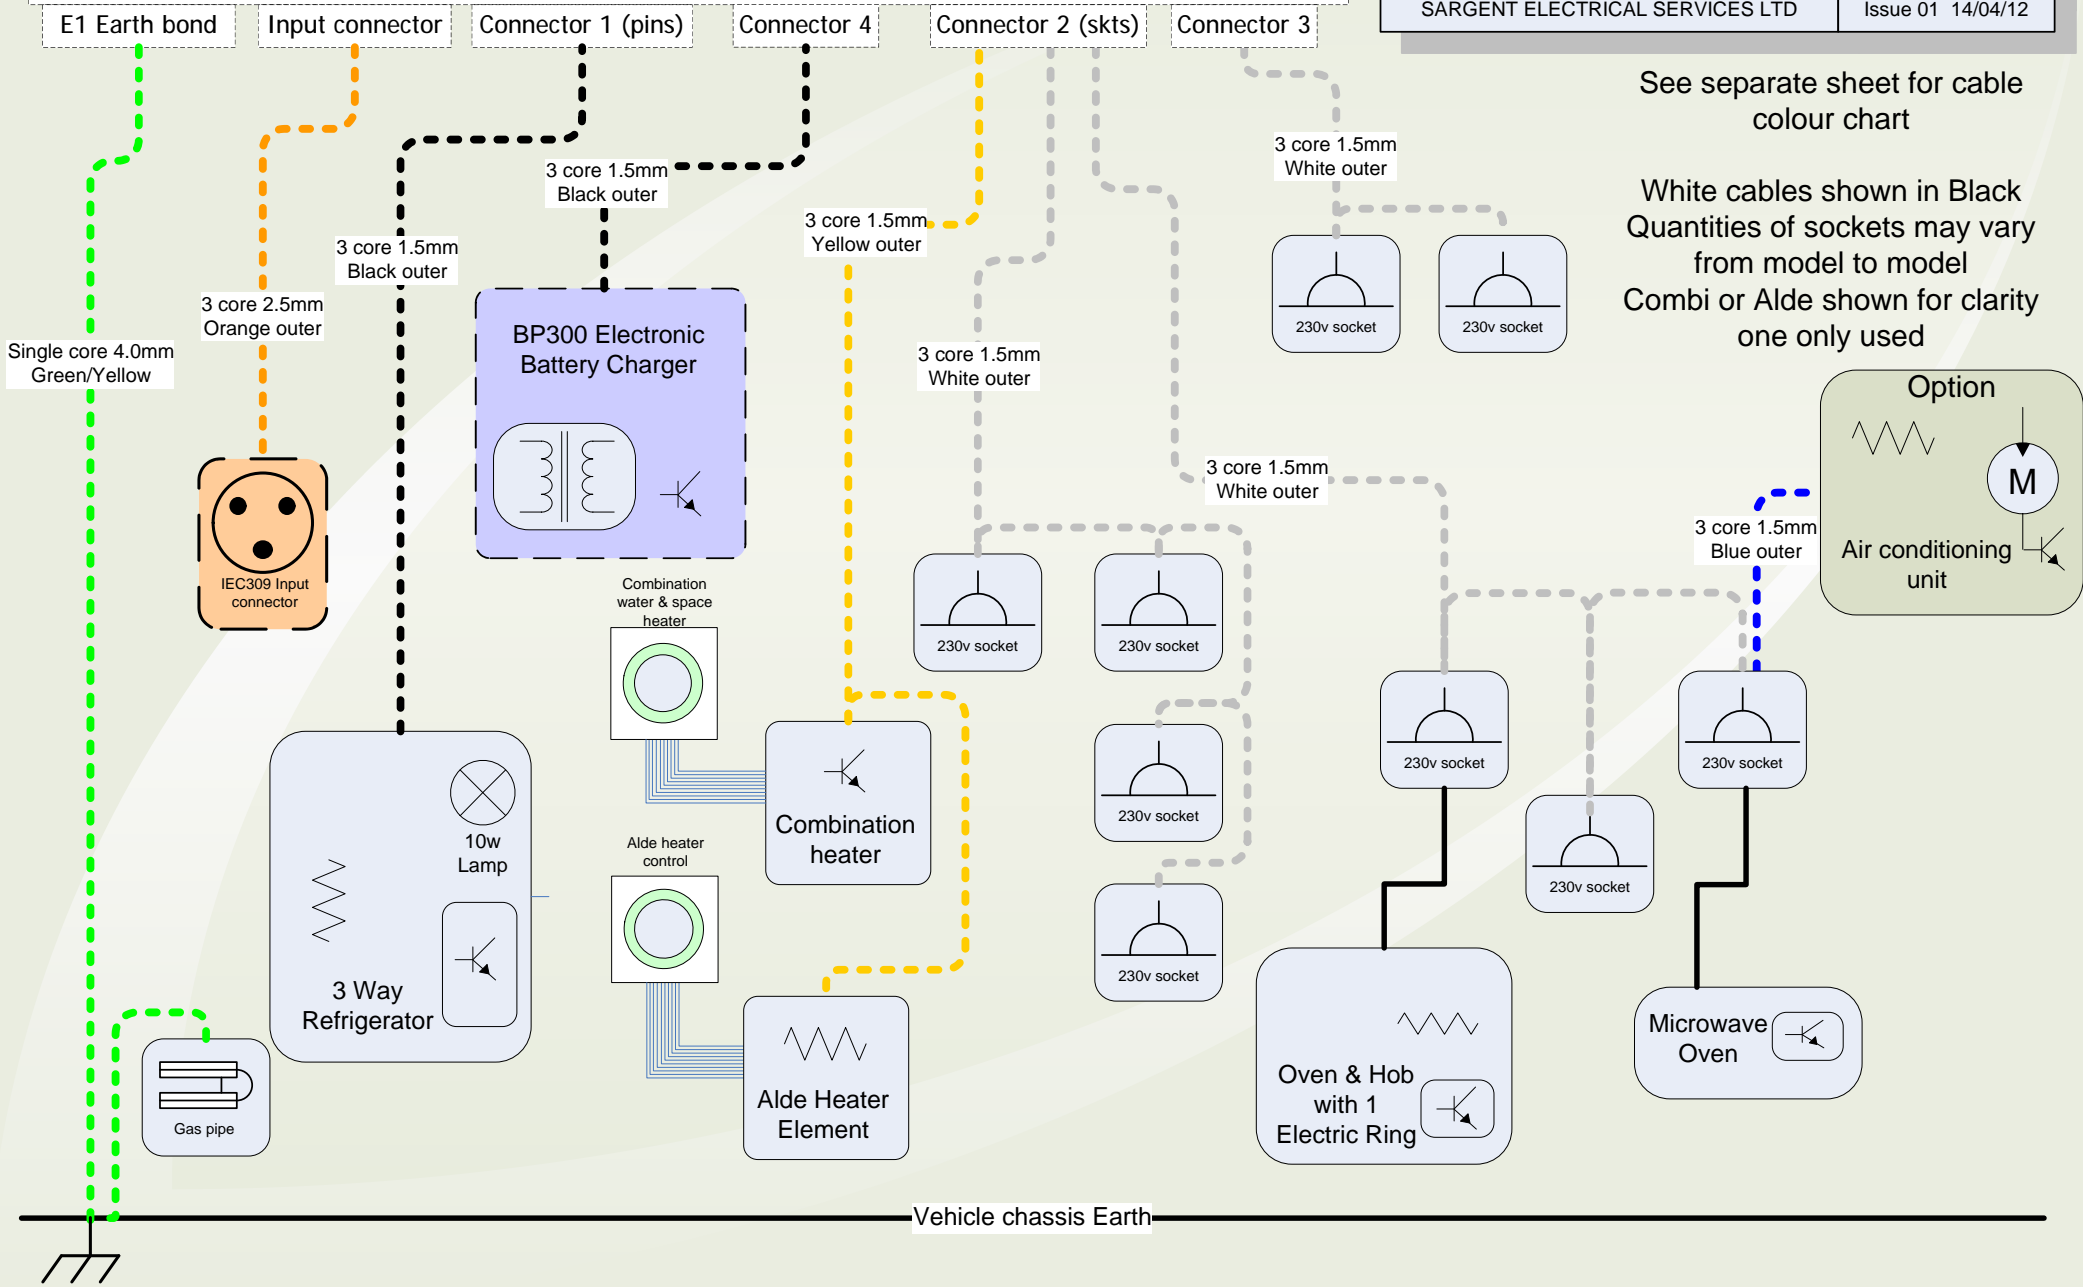 E1 Earth bond
Input connector
Connector 1 (pins)
Connector 4
Connector 2 (skts)
Connector 3
SARGENT ELECTRICAL SERVICES LTD
Issue 01 14/04/12
See separate sheet for cable
colour chart
White cables shown in Black
Quantities of sockets may vary
from model to model
Combi or Alde shown for clarity
one only used
3 core 1.5mm
White outer
3 core 1.5mm
Black outer
3 core 1.5mm
Yellow outer
3 core 1.5mm
Black outer
3 core 2.5mm
Orange outer
Single core 4.0mm
Green/Yellow
BP300 Electronic
Battery Charger
3 core 1.5mm
White outer
230v socket
230v socket
Option
M
Air conditioning
unit
3 core 1.5mm
White outer
3 core 1.5mm
Blue outer
IEC309 Input
connector
Combination
water & space
heater
230v socket
230v socket
230v socket
230v socket
230v socket
230v socket
230v socket
10w
Lamp
3 Way
Refrigerator
Combination
heater
Alde heater
control
Alde Heater
Element
Oven & Hob
with 1
Electric Ring
Microwave
Oven
Gas pipe
Vehicle chassis Earth